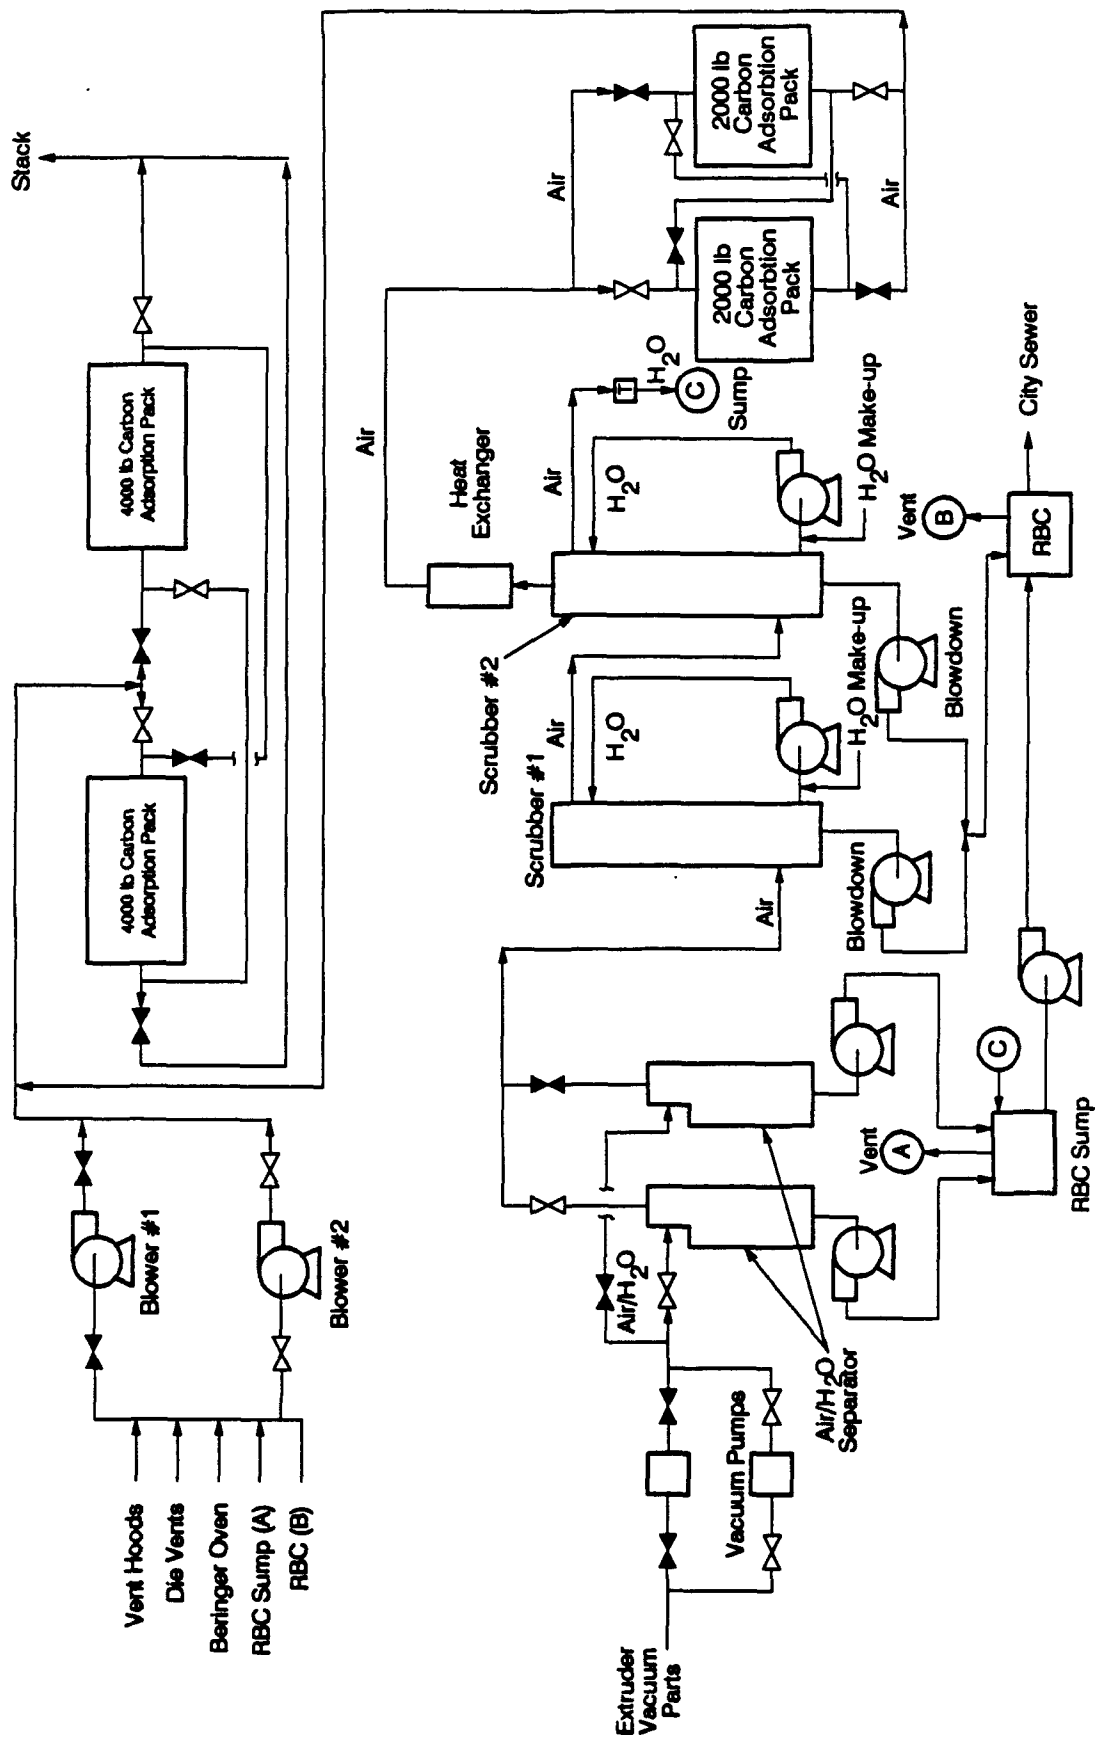 Vent Hoods
Die Vents
Beringer Oven
RBC Sump (A)
RBC (B)
Blower #1
Blower #2
4000 lb Carbon
Adsorption Pack
4000 lb Carbon
Adsorption Pack
Stack
Extruder
Vacuum
Parts
Vacuum Pumps
Air/H2O
Air/H2O
Separator
Vent
A
C
RBC Sump
Air
Scrubber #1
Air
H2O
H2O Make-up
Blowdown
Scrubber #2
Heat
Exchanger
Air
Air
H2O
H2O Make-up
Blowdown
T
H2O
C
Sump
Vent
B
RBC
City Sewer
Air
2000 lb
Carbon
Adsorbtion
Pack
2000 lb
Carbon
Adsorbtion
Pack
Air